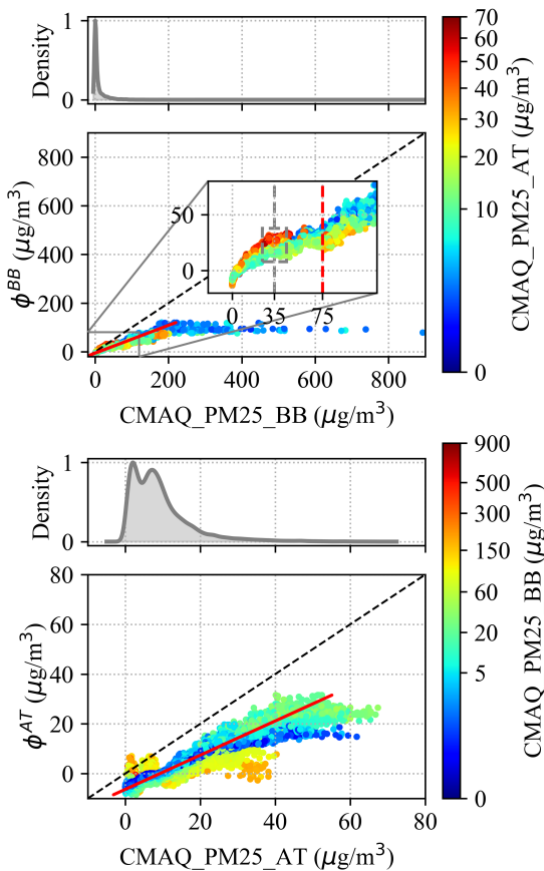 1
0
Density
800
600
400
200
0
ϕ^BB (μg/m³)
50
0
0 35 75
0 200 400 600 800
CMAQ_PM25_BB (μg/m³)
70
60
50
40
30
20
10
0
CMAQ_PM25_AT (μg/m³)
1
0
Density
80
60
40
20
0
ϕ^AT (μg/m³)
0 20 40 60 80
CMAQ_PM25_AT (μg/m³)
900
500
300
150
60
20
5
0
CMAQ_PM25_BB (μg/m³)